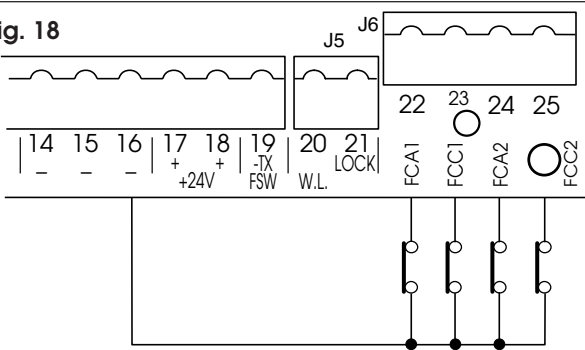 ig. 18
J5
J6
14 15 16 17 18 19 20 21
22 23 24 25
– – – + + -TX LOCK
+24V FSW W.L.
FCA1 FCC1 FCA2 FCC2